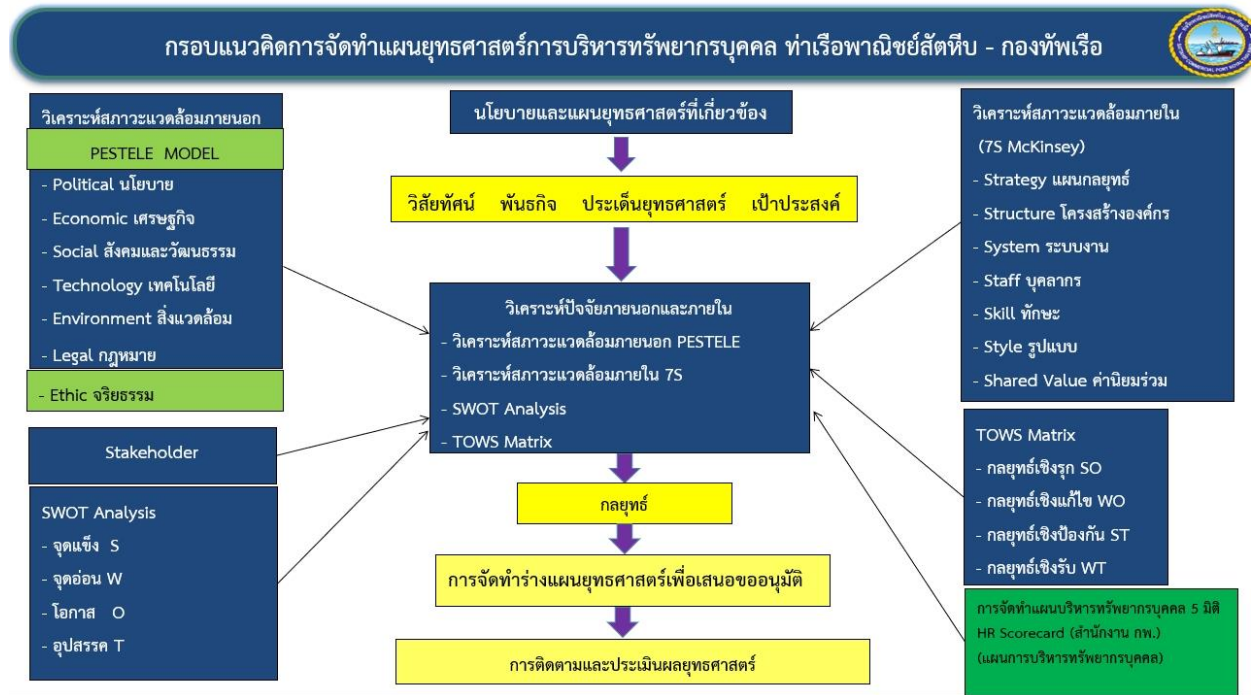 กรอบแนวคิดการจัดทำแผนยุทธศาสตร์การบริหารทรัพยากรบุคคล ท่าเรือพาณิชย์สัตหีบ - กองทัพเรือ
วิเคราะห์สภาวะแวดล้อมภายนอก
PESTELE MODEL
- Political นโยบาย
- Economic เศรษฐกิจ
- Social สังคมและวัฒนธรรม
- Technology เทคโนโลยี
- Environment สิ่งแวดล้อม
- Legal กฎหมาย
- Ethic จริยธรรม
Stakeholder
SWOT Analysis
- จุดแข็ง S
- จุดอ่อน W
- โอกาส O
- อุปสรรค T
นโยบายและแผนยุทธศาสตร์ที่เกี่ยวข้อง
วิสัยทัศน์ พันธกิจ ประเด็นยุทธศาสตร์ เป้าประสงค์
วิเคราะห์ปัจจัยภายนอกและภายใน
- วิเคราะห์สภาวะแวดล้อมภายนอก PESTELE
- วิเคราะห์สภาวะแวดล้อมภายใน 7S
- SWOT Analysis
- TOWS Matrix
กลยุทธ์
การจัดทำร่างแผนยุทธศาสตร์เพื่อเสนอขออนุมัติ
การติดตามและประเมินผลยุทธศาสตร์
วิเคราะห์สภาวะแวดล้อมภายใน
(7S McKinsey)
- Strategy แผนกลยุทธ์
- Structure โครงสร้างองค์กร
- System ระบบงาน
- Staff บุคลากร
- Skill ทักษะ
- Style รูปแบบ
- Shared Value ค่านิยมร่วม
TOWS Matrix
- กลยุทธ์เชิงรุก SO
- กลยุทธ์เชิงแก้ไข WO
- กลยุทธ์เชิงป้องกัน ST
- กลยุทธ์เชิงรับ WT
การจัดทำแผนบริหารทรัพยากรบุคคล 5 มิติ
HR Scorecard (สำนักงาน กพ.)
(แผนการบริหารทรัพยากรบุคคล)